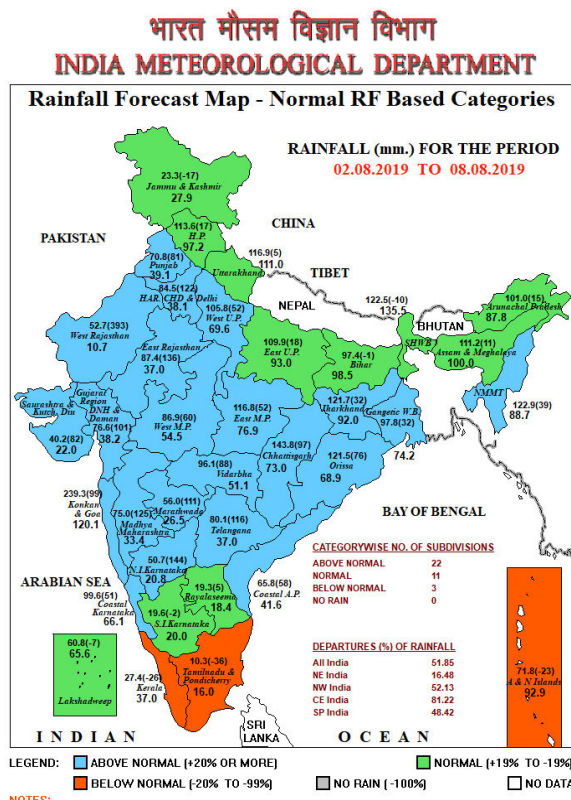 भारत मौसम विज्ञान विभाग
INDIA METEOROLOGICAL DEPARTMENT
Rainfall Forecast Map - Normal RF Based Categories
RAINFALL (mm.) FOR THE PERIOD
02.08.2019 TO 08.08.2019
23.3(-17)
Jammu & Kashmir
27.9
CHINA
113.6(17)
H.P.
97.2
PAKISTAN
70.8(81)
Punjab
39.1
116.9(5)
111.0
Uttarakhand
TIBET
84.5(122)
HAR. CHD & Delhi
38.1
NEPAL
105.8(52)
West U.P.
69.6
122.5(-10)
135.5
BHUTAN
101.0(15)
Arunachal Pradesh
87.8
52.7(393)
West Rajasthan
10.7
East Rajasthan
87.4(136)
37.0
109.9(18)
East U.P.
93.0
97.4(-1)
Bihar
98.5
SHWB
111.2(11)
Assam & Meghalaya
100.0
NMMT
122.9(39)
88.7
Saurashtra &
Kutch, Diu
40.2(82)
22.0
Gujarat
Region
DNH &
Daman
76.6(101)
38.2
86.9(60)
West M.P.
54.5
116.8(52)
East M.P.
76.9
121.7(32)
Jharkhand
92.0
Gangetic W.B.
97.8(32)
74.2
143.8(97)
Chhattisgarh
73.0
121.5(76)
Orissa
68.9
96.1(88)
Vidarbha
51.1
239.3(99)
Konkan
& Goa
120.1
75.0(125)
Madhya
Maharashtra
33.4
56.0(111)
Marathwada
26.5
80.1(116)
Telangana
37.0
BAY OF BENGAL
50.7(144)
N.I.Karnataka
20.8
CATEGORYWISE NO. OF SUBDIVISIONS
ABOVE NORMAL 22
NORMAL 11
BELOW NORMAL 3
NO RAIN 0
ARABIAN SEA
99.6(51)
Coastal
Karnataka
66.1
19.3(5)
Rayalaseema
18.4
65.8(58)
Coastal A.P.
41.6
19.6(-2)
S.I.Karnataka
20.0
60.8(-7)
65.6
Lakshadweep
27.4(-26)
Kerala
37.0
10.3(-36)
Tamilnadu &
Pondicherry
16.0
DEPARTURES (%) OF RAINFALL
All India 51.85
NE India 16.48
NW India 52.13
CE India 81.22
SP India 48.42
71.8(-23)
A & N Islands
92.9
SRI
LANKA
INDIAN OCEAN
LEGEND: ABOVE NORMAL (+20% OR MORE) NORMAL (+19% TO -19%)
BELOW NORMAL (-20% TO -99%) NO RAIN (-100%) NO DATA
NOTES: